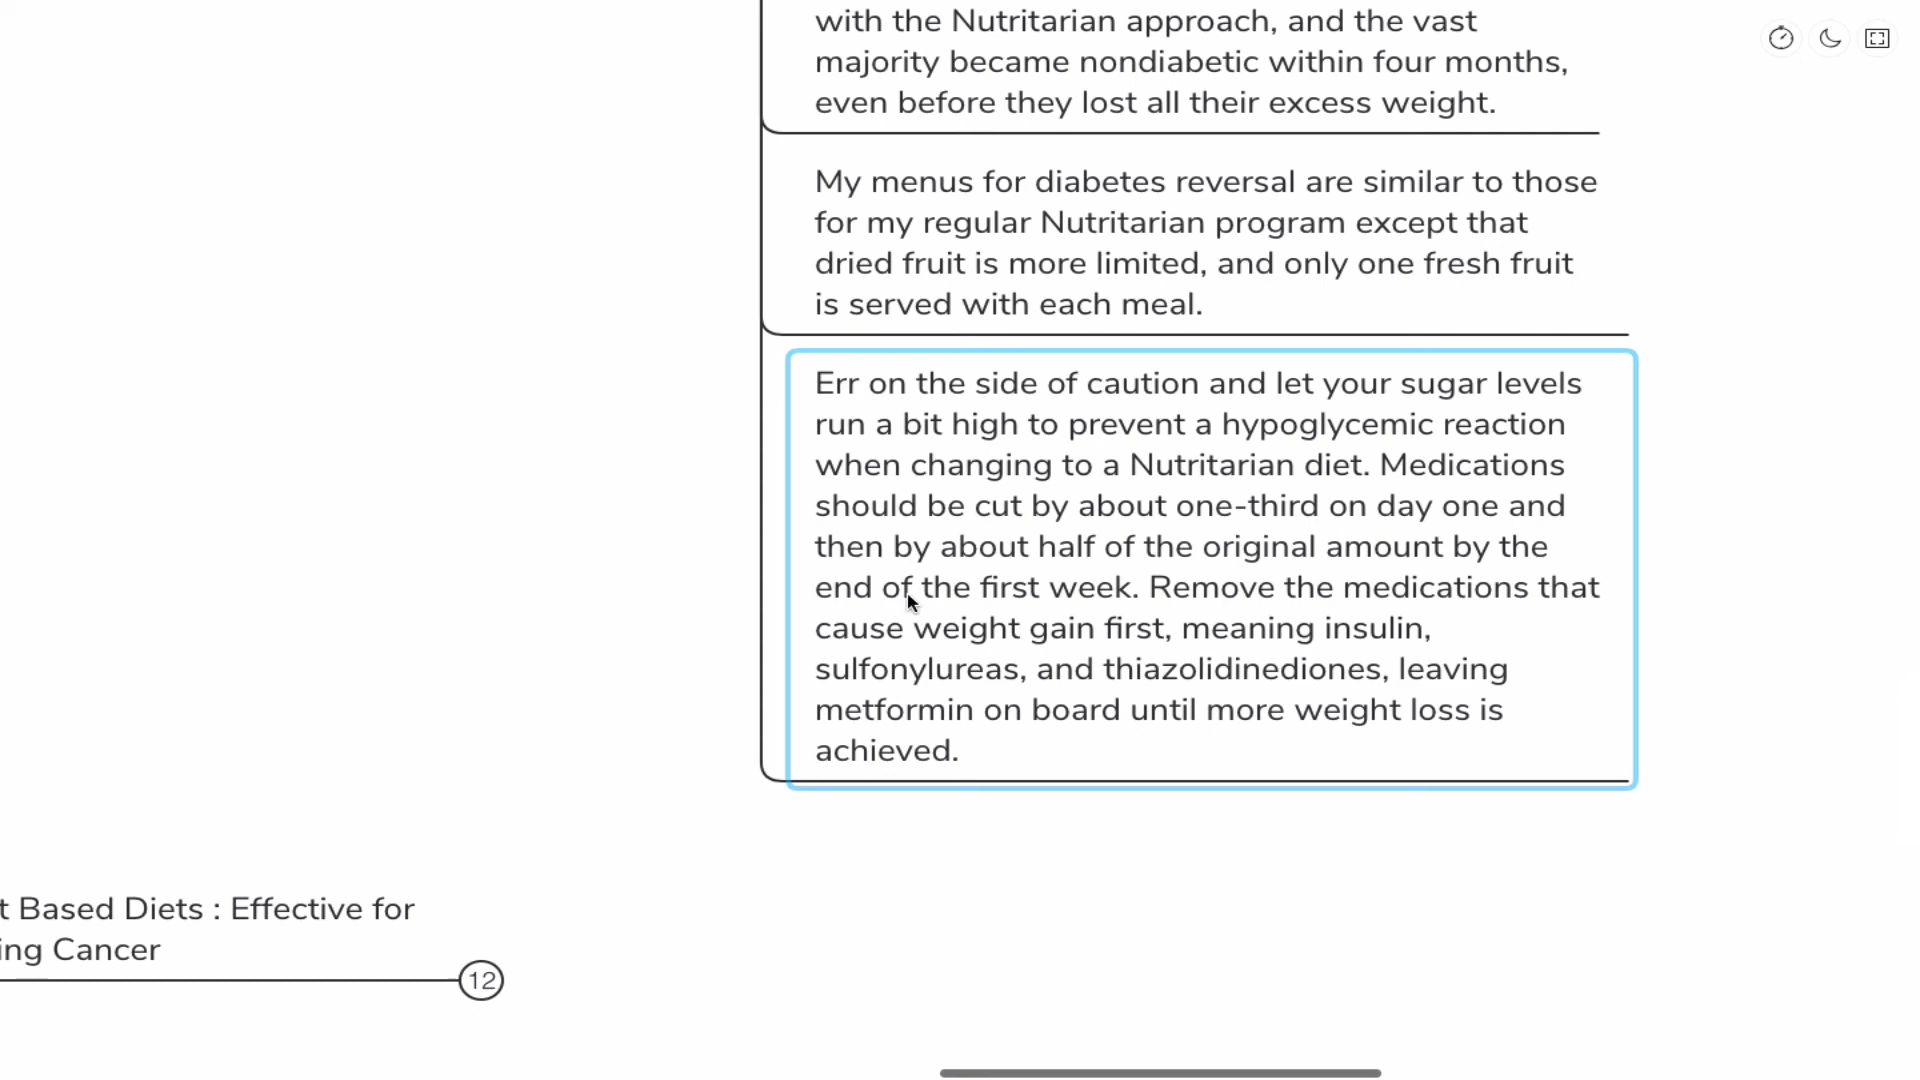 with the Nutritarian approach, and the vast
majority became nondiabetic within four months,
even before they lost all their excess weight.
My menus for diabetes reversal are similar to those
for my regular Nutritarian program except that
dried fruit is more limited, and only one fresh fruit
is served with each meal.
Err on the side of caution and let your sugar levels
run a bit high to prevent a hypoglycemic reaction
when changing to a Nutritarian diet. Medications
should be cut by about one-third on day one and
then by about half of the original amount by the
end of the first week. Remove the medications that
cause weight gain first, meaning insulin,
sulfonylureas, and thiazolidinediones, leaving
metformin on board until more weight loss is
achieved.
t Based Diets : Effective for
ing Cancer
12